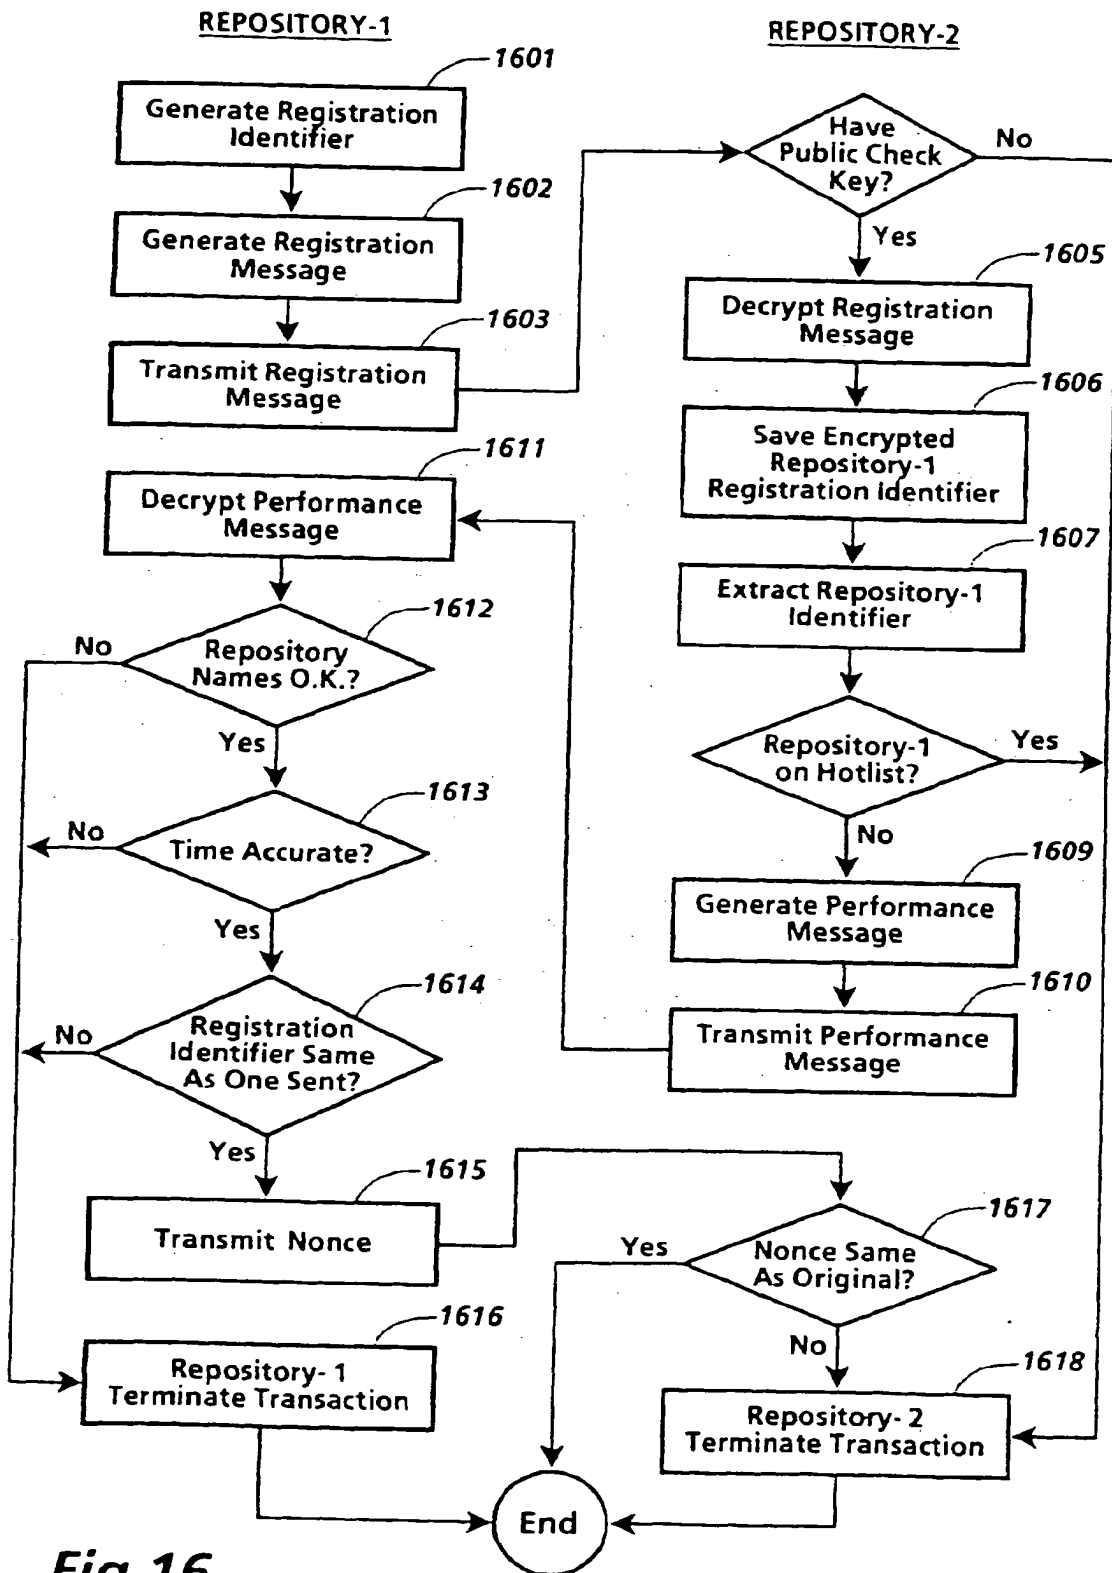 REPOSITORY-1
1601
Generate Registration
Identifier
1602
Generate Registration
Message
1603
Transmit Registration
Message
1611
Decrypt Performance
Message
1612
No
Repository
Names O.K.?
Yes
1613
No
Time Accurate?
Yes
1614
No
Registration
Identifier Same
As One Sent?
Yes
1615
Transmit Nonce
1616
Repository- 1
Terminate Transaction
REPOSITORY-2
Have
Public Check
Key?
No
Yes
1605
Decrypt Registration
Message
1606
Save Encrypted
Repository-1
Registration Identifier
1607
Extract Repository-1
Identifier
Repository-1
on Hotlist?
Yes
No
1609
Generate Performance
Message
1610
Transmit Performance
Message
1617
Yes
Nonce Same
As Original?
No
1618
Repository- 2
Terminate Transaction
End
Fig.16